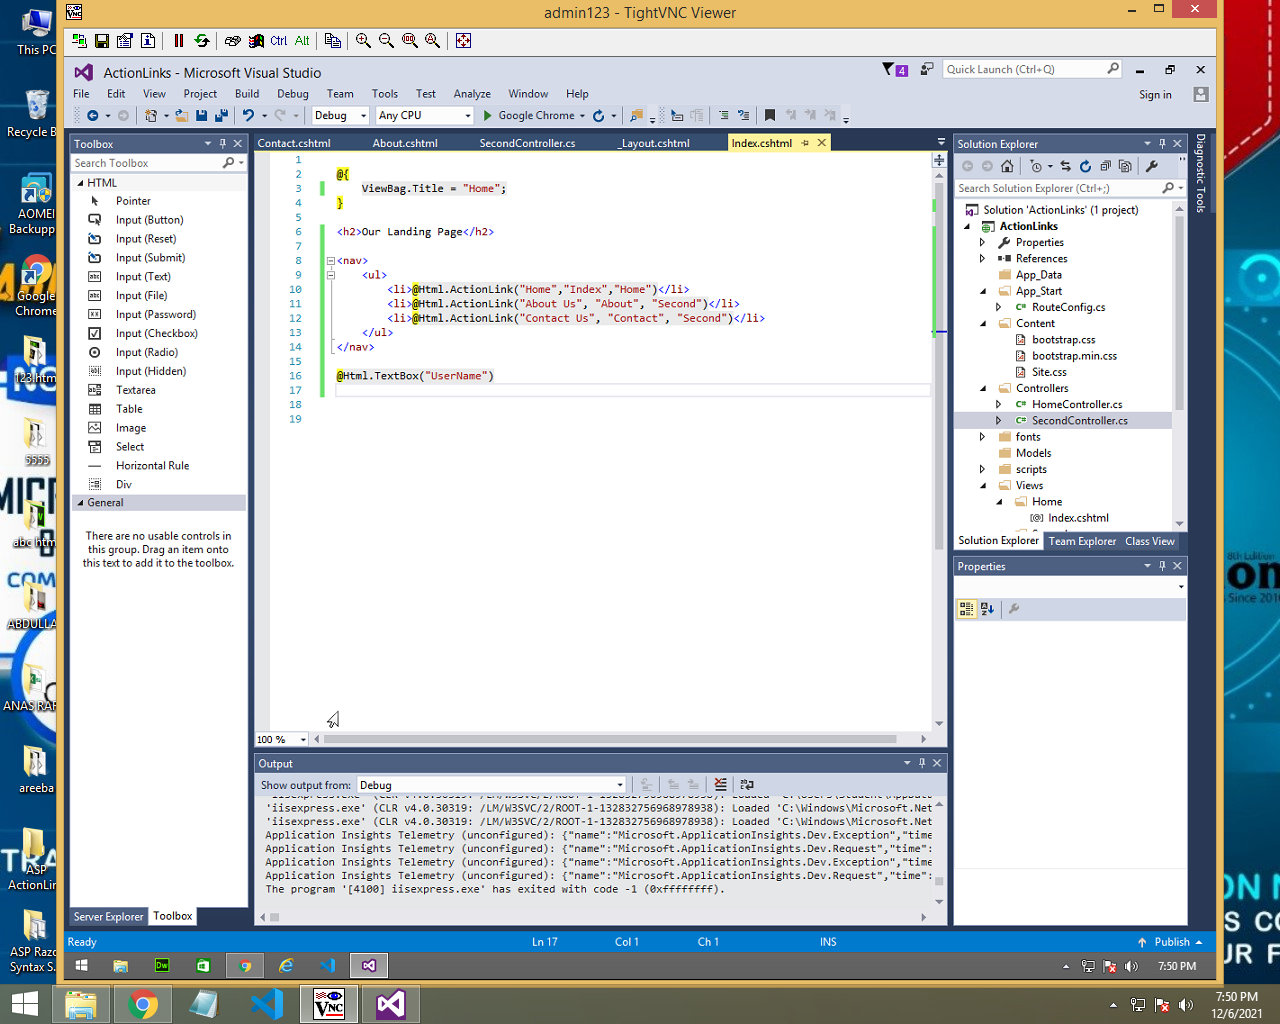 admin123 - TightVNC Viewer
Ctrl Alt
ActionLinks - Microsoft Visual Studio
4
Quick Launch (Ctrl+Q)
File Edit View Project Build Debug Team Tools Test Analyze Window Help
Sign in
Debug
Any CPU
Google Chrome
Toolbox
Search Toolbox
HTML
Pointer
Input (Button)
Input (Reset)
Input (Submit)
Input (Text)
Input (File)
Input (Password)
Input (Checkbox)
Input (Radio)
Input (Hidden)
Textarea
Table
Image
Select
Horizontal Rule
Div
General
There are no usable controls in
this group. Drag an item onto
this text to add it to the toolbox.
Server Explorer Toolbox
Contact.cshtml About.cshtml SecondController.cs _Layout.cshtml Index.cshtml
1
2 @{
3 ViewBag.Title = "Home";
4 }
5
6 <h2>Our Landing Page</h2>
7
8 <nav>
9 <ul>
10 <li>@Html.ActionLink("Home","Index","Home")</li>
11 <li>@Html.ActionLink("About Us", "About", "Second")</li>
12 <li>@Html.ActionLink("Contact Us", "Contact", "Second")</li>
13 </ul>
14 </nav>
15
16 @Html.TextBox("UserName")
17
18
19
100 %
Output
Show output from: Debug
'iisexpress.exe' (CLR v4.0.30319: /LM/W3SVC/2/ROOT-1-132832756968978938): Loaded 'C:\Windows\Microsoft.Net
'iisexpress.exe' (CLR v4.0.30319: /LM/W3SVC/2/ROOT-1-132832756968978938): Loaded 'C:\Windows\Microsoft.Net
Application Insights Telemetry (unconfigured): {"name":"Microsoft.ApplicationInsights.Dev.Exception","time
Application Insights Telemetry (unconfigured): {"name":"Microsoft.ApplicationInsights.Dev.Request","time":
Application Insights Telemetry (unconfigured): {"name":"Microsoft.ApplicationInsights.Dev.Exception","time
Application Insights Telemetry (unconfigured): {"name":"Microsoft.ApplicationInsights.Dev.Request","time":
The program '[4100] iisexpress.exe' has exited with code -1 (0xffffffff).
Solution Explorer
Search Solution Explorer (Ctrl+;)
Solution 'ActionLinks' (1 project)
ActionLinks
Properties
References
App_Data
App_Start
RouteConfig.cs
Content
bootstrap.css
bootstrap.min.css
Site.css
Controllers
HomeController.cs
SecondController.cs
fonts
Models
scripts
Views
Home
Index.cshtml
Solution Explorer Team Explorer Class View
Properties
Diagnostic Tools
Ready
Ln 17 Col 1 Ch 1 INS
Publish
Dw
7:50 PM
This PC
Recycle B
AOMEI
Backupp
Google
Chrome
123.htm
5555
abc.htm
ABDULLA
ANAS RAF
areeba
ASP
ActionLin
ASP Razo
Syntax S...
MICR
COM
TRA
8th Edition
Since 201
ON
S CO
UR F
VNC
7:50 PM
12/6/2021